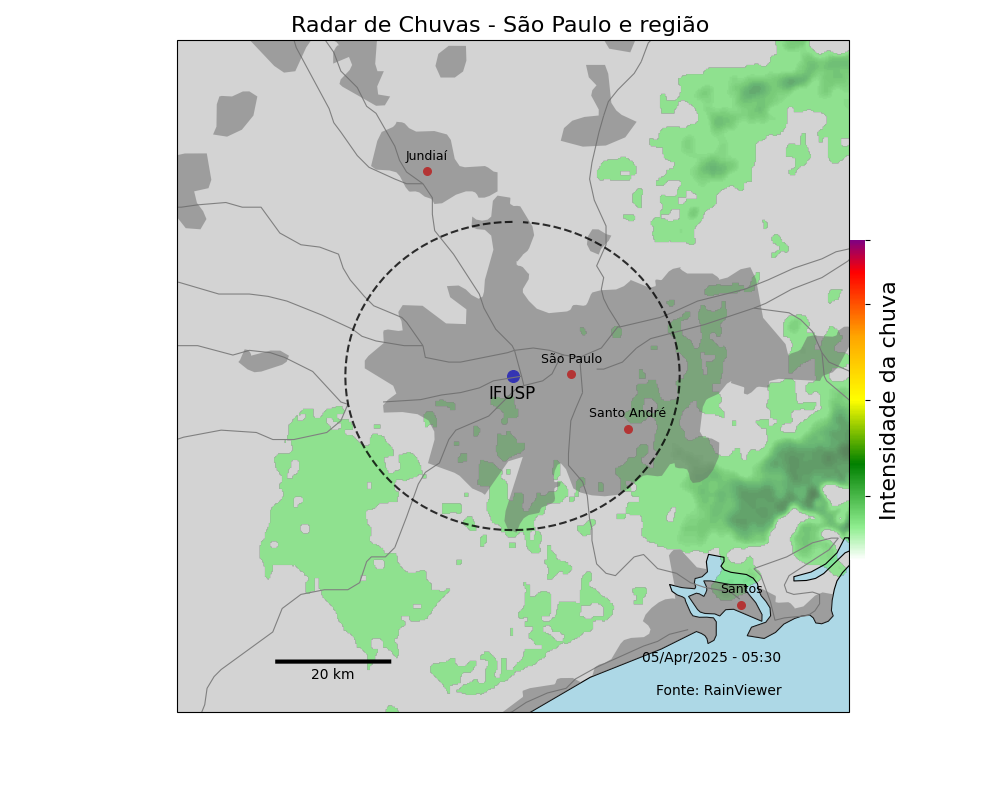 Radar de Chuvas - São Paulo e região
Jundiaí
São Paulo
IFUSP
Santo André
Intensidade da chuva
Santos
05/Apr/2025 - 05:30
20 km
Fonte: RainViewer